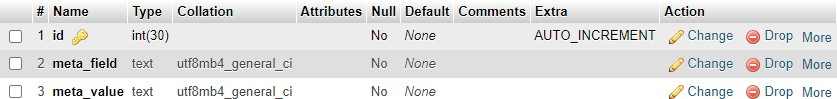 # Name Type Collation Attributes Null Default Comments Extra Action
1 id int(30) No None AUTO_INCREMENT Change Drop More
2 meta_field text utf8mb4_general_ci No None Change Drop More
3 meta_value text utf8mb4_general_ci No None Change Drop More